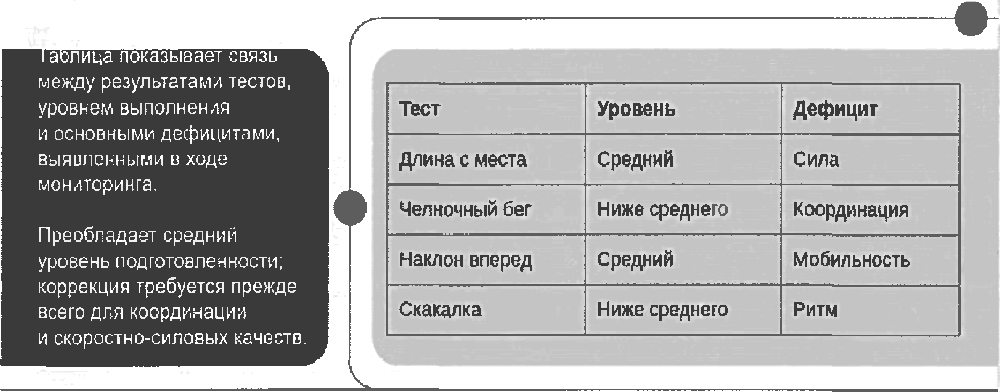 Таблица показывает связь
между результатами тестов,
уровнем выполнения
и основными дефицитами,
выявленными в ходе
мониторинга.
Преобладает средний
уровень подготовленности;
коррекция требуется прежде
всего для координации
и скоростно-силовых качеств.
Тест Уровень Дефицит
Длина с места Средний Сила
Челночный бег Ниже среднего Координация
Наклон вперед Средний Мобильность
Скакалка Ниже среднего Ритм